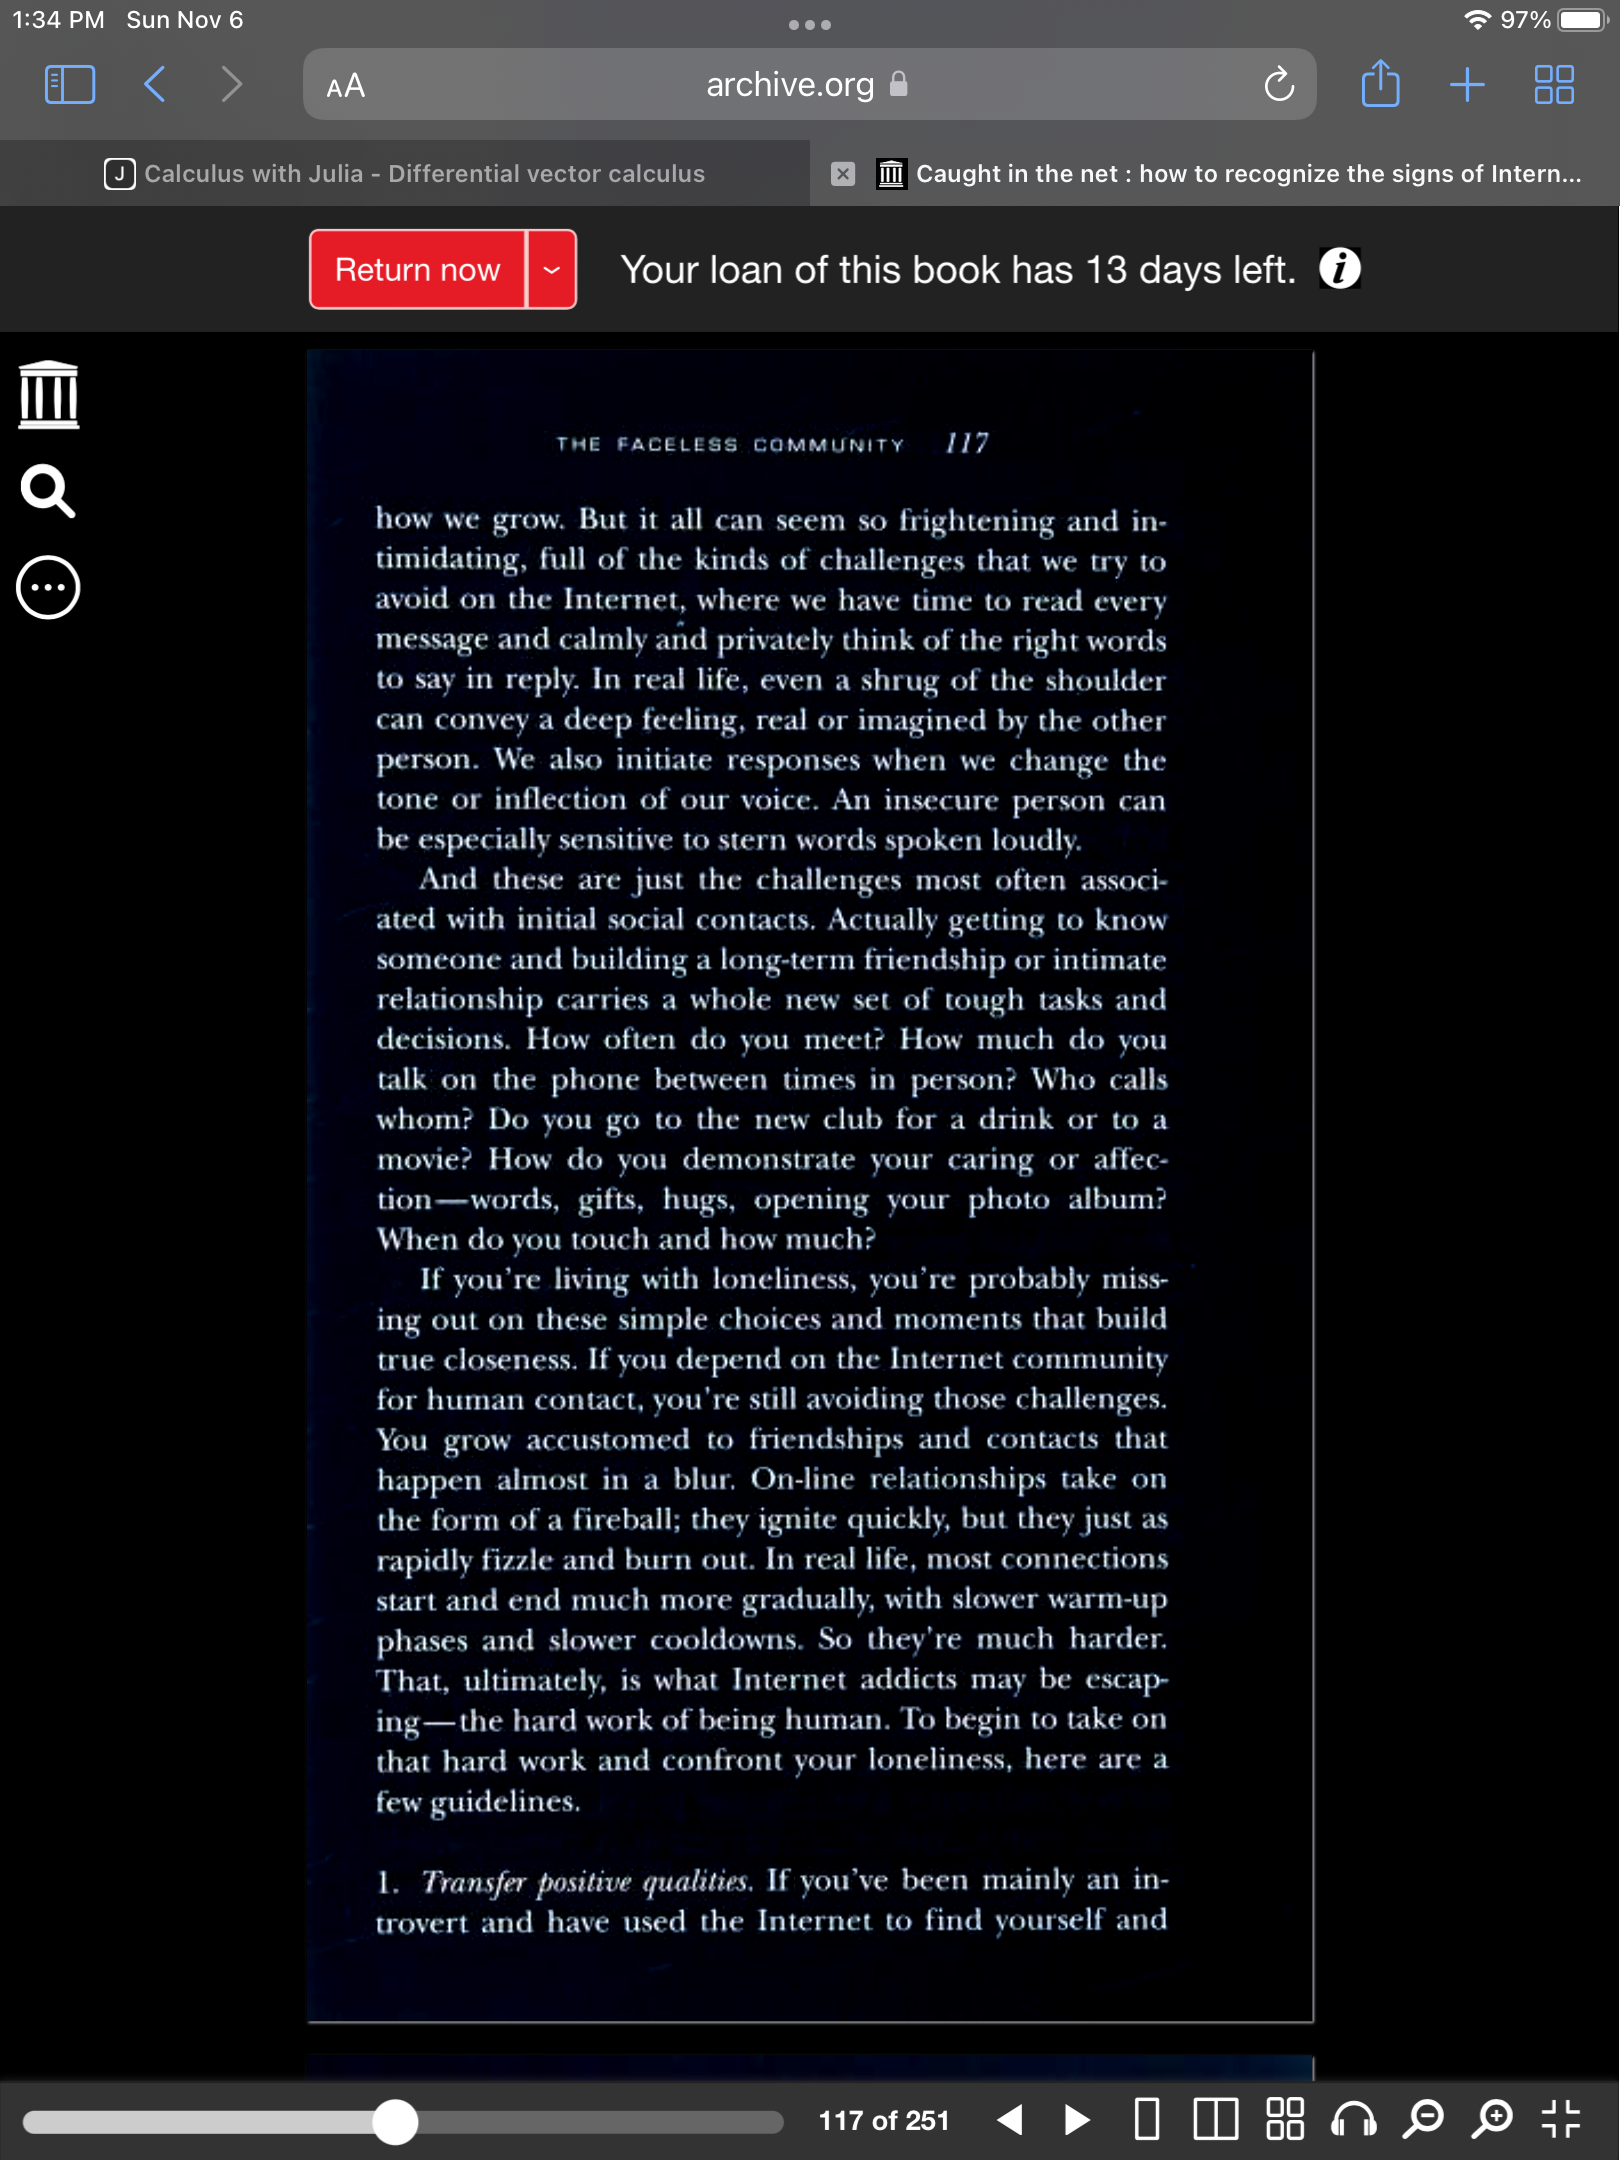 1:34 PM Sun Nov 6
97%
AA
archive.org
J Calculus with Julia - Differential vector calculus
Caught in the net : how to recognize the signs of Intern...
Return now
Your loan of this book has 13 days left.
THE FACELESS COMMUNITY 117
how we grow. But it all can seem so frightening and in-
timidating, full of the kinds of challenges that we try to
avoid on the Internet, where we have time to read every
message and calmly and privately think of the right words
to say in reply. In real life, even a shrug of the shoulder
can convey a deep feeling, real or imagined by the other
person. We also initiate responses when we change the
tone or inflection of our voice. An insecure person can
be especially sensitive to stern words spoken loudly.
And these are just the challenges most often associ-
ated with initial social contacts. Actually getting to know
someone and building a long-term friendship or intimate
relationship carries a whole new set of tough tasks and
decisions. How often do you meet? How much do you
talk on the phone between times in person? Who calls
whom? Do you go to the new club for a drink or to a
movie? How do you demonstrate your caring or affec-
tion—words, gifts, hugs, opening your photo album?
When do you touch and how much?
If you're living with loneliness, you're probably miss-
ing out on these simple choices and moments that build
true closeness. If you depend on the Internet community
for human contact, you're still avoiding those challenges.
You grow accustomed to friendships and contacts that
happen almost in a blur. On-line relationships take on
the form of a fireball; they ignite quickly, but they just as
rapidly fizzle and burn out. In real life, most connections
start and end much more gradually, with slower warm-up
phases and slower cooldowns. So they're much harder.
That, ultimately, is what Internet addicts may be escap-
ing—the hard work of being human. To begin to take on
that hard work and confront your loneliness, here are a
few guidelines.
1. Transfer positive qualities. If you've been mainly an in-
trovert and have used the Internet to find yourself and
117 of 251